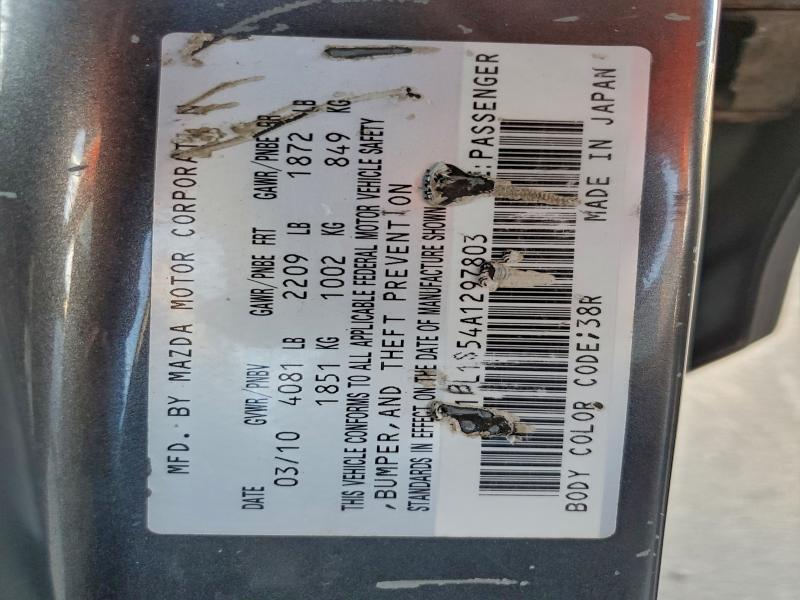 MFD. BY MAZDA MOTOR CORPORAT
DATE GVWR/PNBV GAWR/PNBE FRT GAWR/PNBE RR
03/10 4081 LB 2209 LB 1872 LB
1851 KG 1002 KG 849 KG
THIS VEHICLE CONFORMS TO ALL APPLICABLE FEDERAL MOTOR VEHICLE SAFETY
,BUMPER,AND THEFT PREVENTION
STANDARDS IN EFFECT ON THE DATE OF MANUFACTURE SHOWN
54A1297803 :PASSENGER
BODY COLOR CODE;38R MADE IN JAPAN